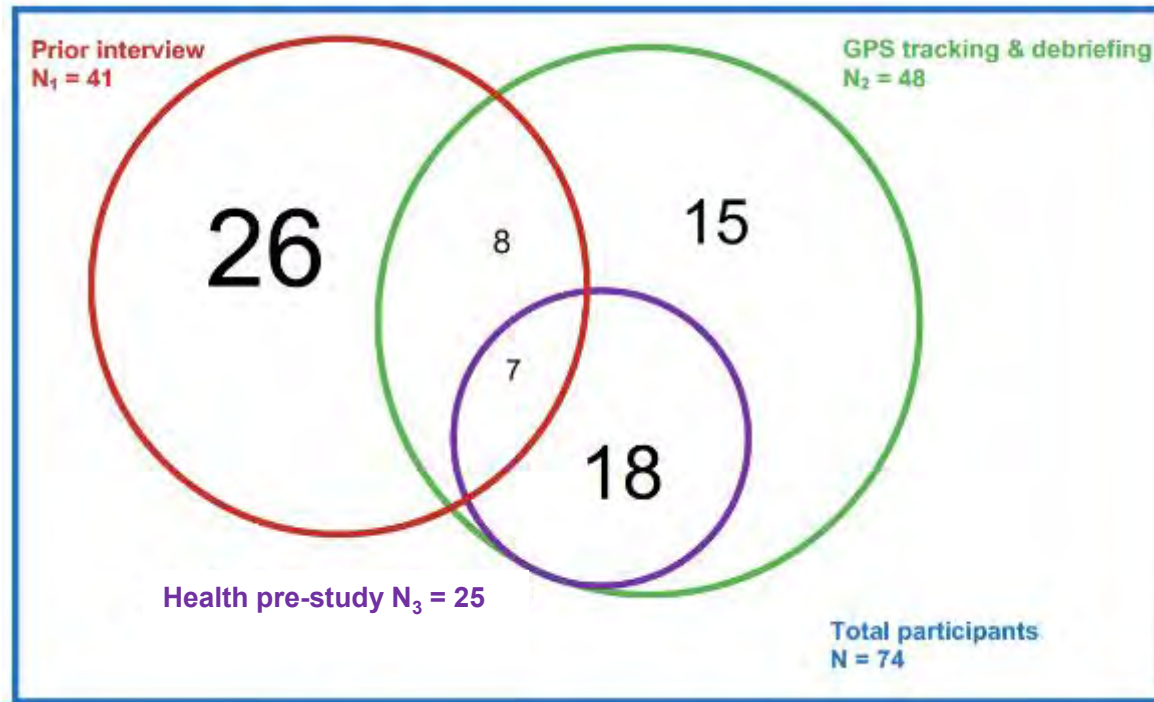 Prior interview
N₁ = 41
GPS tracking & debriefing
N₂ = 48
26
8
15
7
18
Health pre-study N₃ = 25
Total participants
N = 74